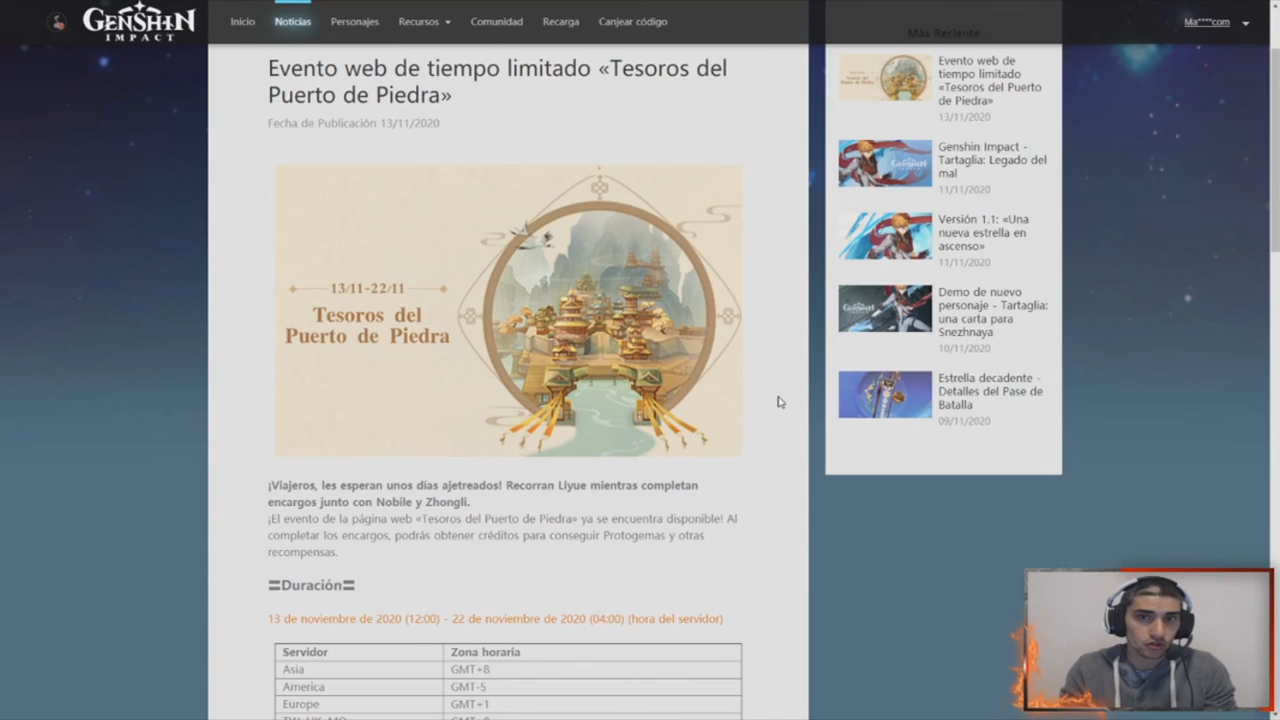 GENSHIN
IMPACT
Inicio
Noticias
Personajes
Recursos
Comunidad
Recarga
Canjear código
Ma****com
Evento web de tiempo limitado «Tesoros del
Puerto de Piedra»
Fecha de Publicación 13/11/2020
13/11-22/11
Tesoros del
Puerto de Piedra
¡Viajeros, les esperan unos días ajetreados! Recorran Liyue mientras completan
encargos junto con Nobile y Zhongli.
¡El evento de la página web «Tesoros del Puerto de Piedra» ya se encuentra disponible! Al
completar los encargos, podrás obtener créditos para conseguir Protogemas y otras
recompensas.
〓Duración〓
13 de noviembre de 2020 (12:00) - 22 de noviembre de 2020 (04:00) (hora del servidor)
Servidor Zona horaria
Asia GMT+8
America GMT-5
Europe GMT+1
Más Reciente
Evento web de
tiempo limitado
«Tesoros del Puerto
de Piedra»
13/11/2020
Genshin Impact -
Tartaglia: Legado del
mal
11/11/2020
Versión 1.1: «Una
nueva estrella en
ascenso»
11/11/2020
Demo de nuevo
personaje - Tartaglia:
una carta para
Snezhnaya
10/11/2020
Estrella decadente -
Detalles del Pase de
Batalla
09/11/2020